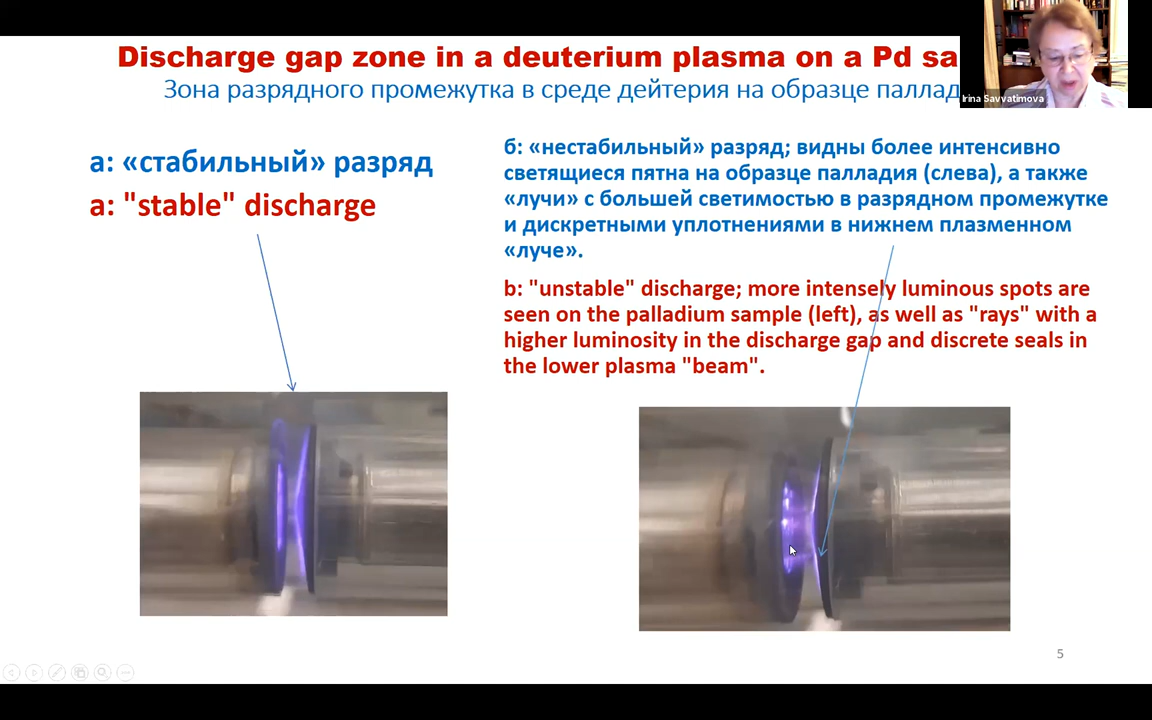 Discharge gap zone in a deuterium plasma on a Pd
Зона разрядного промежутка в среде дейтерия на образце
Irina Savvatimova
а: «стабильный» разряд
a: "stable" discharge
б: «нестабильный» разряд; видны более интенсивно
светящиеся пятна на образце палладия (слева), а также
«лучи» с большей светимостью в разрядном промежутке
и дискретными уплотнениями в нижнем плазменном
«луче».
b: "unstable" discharge; more intensely luminous spots are
seen on the palladium sample (left), as well as "rays" with a
higher luminosity in the discharge gap and discrete seals in
the lower plasma "beam".
5